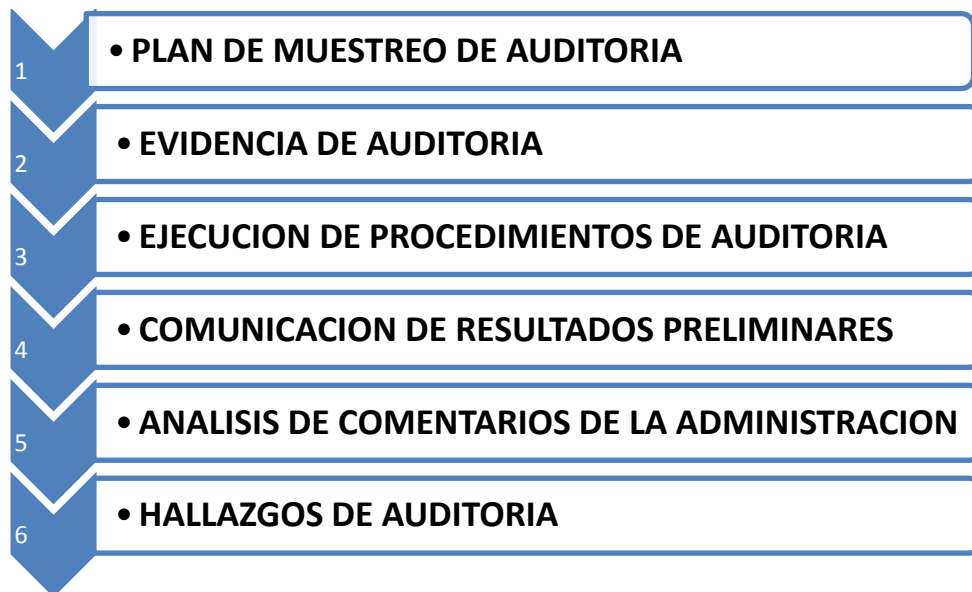 1 • PLAN DE MUESTREO DE AUDITORIA
2 • EVIDENCIA DE AUDITORIA
3 • EJECUCION DE PROCEDIMIENTOS DE AUDITORIA
4 • COMUNICACION DE RESULTADOS PRELIMINARES
5 • ANALISIS DE COMENTARIOS DE LA ADMINISTRACION
6 • HALLAZGOS DE AUDITORIA